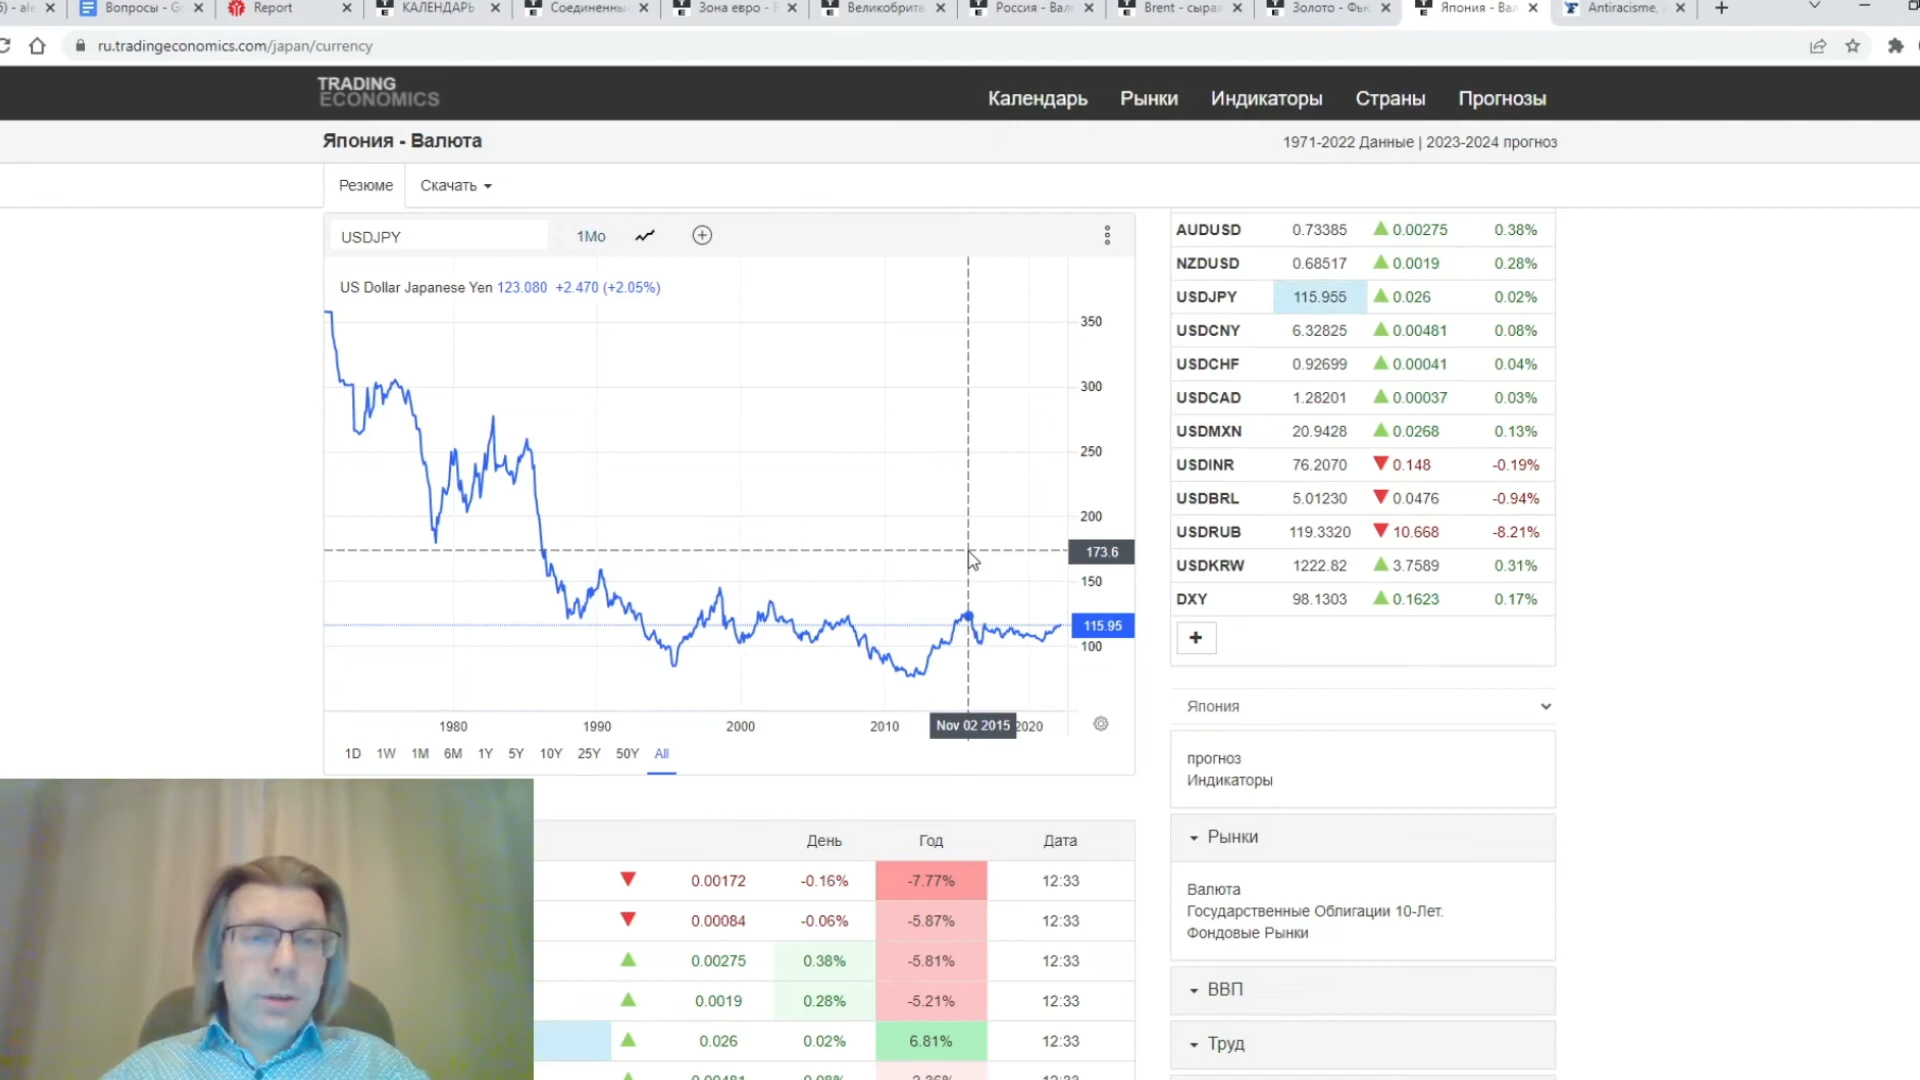 5) - ale
Вопросы - Go
Report
КАЛЕНДАРЬ -
Соединенны
Зона евро -
Великобрита
Россия - Вал
Brent - сырая
Золото - Фью
Япония - Вал
Antiracisme,
ru.tradingeconomics.com/japan/currency
TRADING
ECONOMICS
Календарь Рынки Индикаторы Страны Прогнозы
Япония - Валюта
1971-2022 Данные | 2023-2024 прогноз
Резюме Скачать
USDJPY 1Mo
US Dollar Japanese Yen 123.080 +2.470 (+2.05%)
350
300
250
200
173.6
150
115.95
100
1980 1990 2000 2010 Nov 02 2015 2020
1D 1W 1M 6M 1Y 5Y 10Y 25Y 50Y All
AUDUSD 0.73385 0.00275 0.38%
NZDUSD 0.68517 0.0019 0.28%
USDJPY 115.955 0.026 0.02%
USDCNY 6.32825 0.00481 0.08%
USDCHF 0.92699 0.00041 0.04%
USDCAD 1.28201 0.00037 0.03%
USDMXN 20.9428 0.0268 0.13%
USDINR 76.2070 0.148 -0.19%
USDBRL 5.01230 0.0476 -0.94%
USDRUB 119.3320 10.668 -8.21%
USDKRW 1222.82 3.7589 0.31%
DXY 98.1303 0.1623 0.17%
+
Япония
прогноз
Индикаторы
Рынки
Валюта
Государственные Облигации 10-Лет.
Фондовые Рынки
ВВП
Труд
День Год Дата
0.00172 -0.16% -7.77% 12:33
0.00084 -0.06% -5.87% 12:33
0.00275 0.38% -5.81% 12:33
0.0019 0.28% -5.21% 12:33
0.026 0.02% 6.81% 12:33